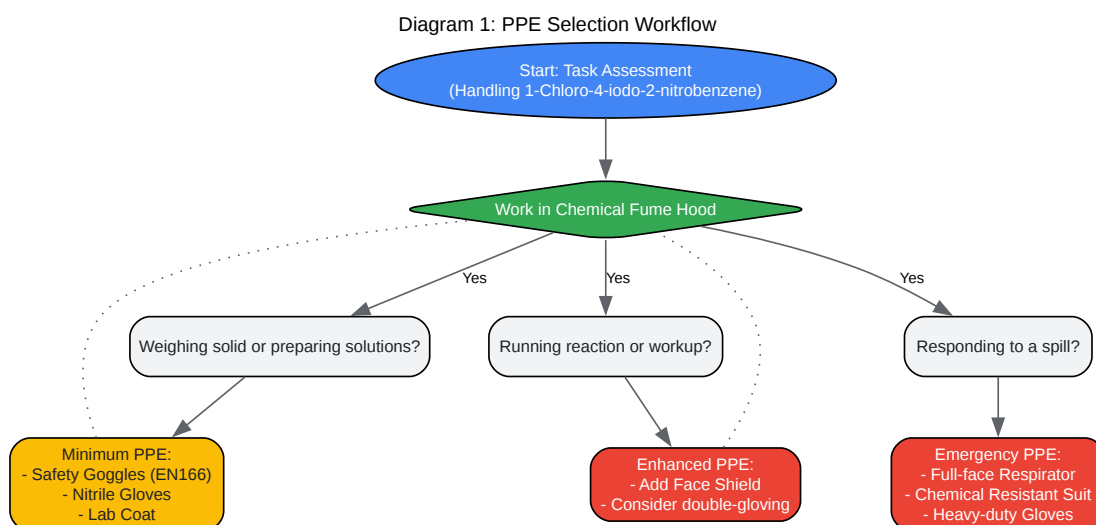 Diagram 1: PPE Selection Workflow
Start: Task Assessment
(Handling 1-Chloro-4-iodo-2-nitrobenzene)
Work in Chemical Fume Hood
Yes
Yes
Yes
Weighing solid or preparing solutions?
Running reaction or workup?
Responding to a spill?
Minimum PPE:
- Safety Goggles (EN166)
- Nitrile Gloves
- Lab Coat
Enhanced PPE:
- Add Face Shield
- Consider double-gloving
Emergency PPE:
- Full-face Respirator
- Chemical Resistant Suit
- Heavy-duty Gloves